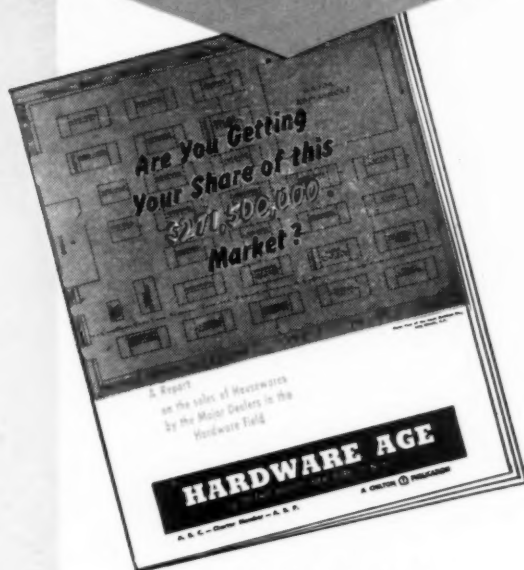 Are You Getting
Your Share of this
$271,500,000
Market?
A Report
on the sales of Housewares
by the Major Dealers in the
Hardware Field
HARDWARE AGE
A CHILTON PUBLICATION
A. B. C. — Charter Member — A. B. P.